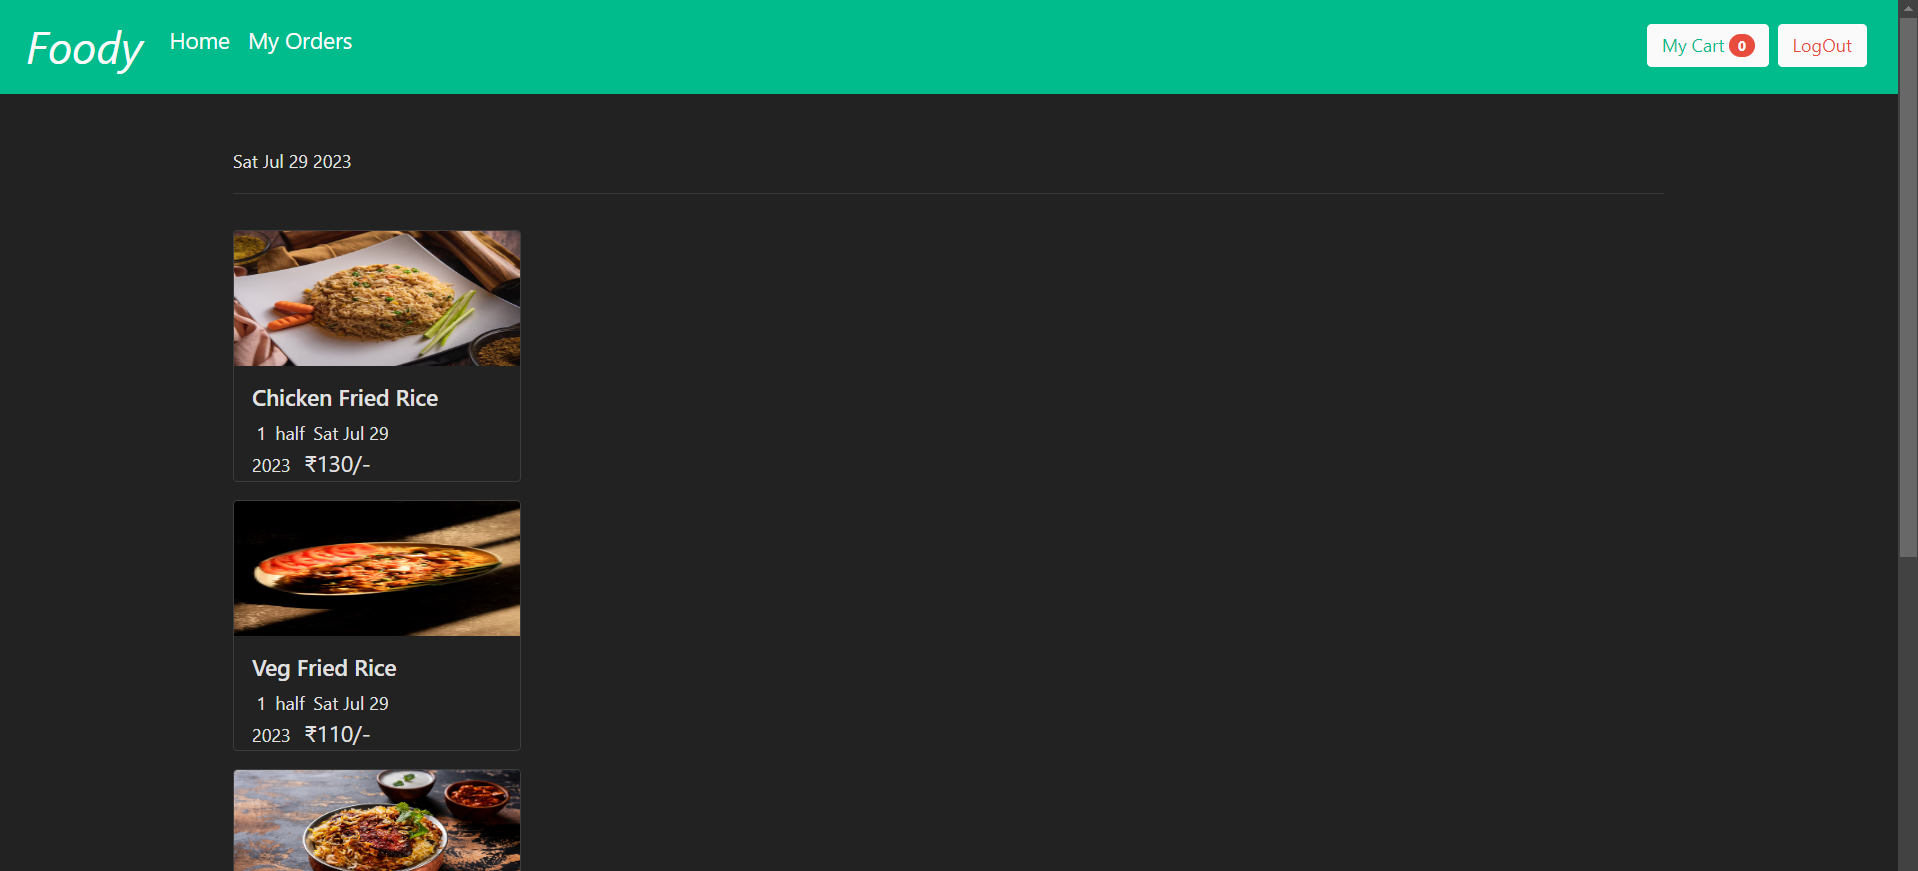 Foody Home My Orders My Cart 0 LogOut
Sat Jul 29 2023
Chicken Fried Rice
1 half Sat Jul 29
2023 ₹130/-
Veg Fried Rice
1 half Sat Jul 29
2023 ₹110/-